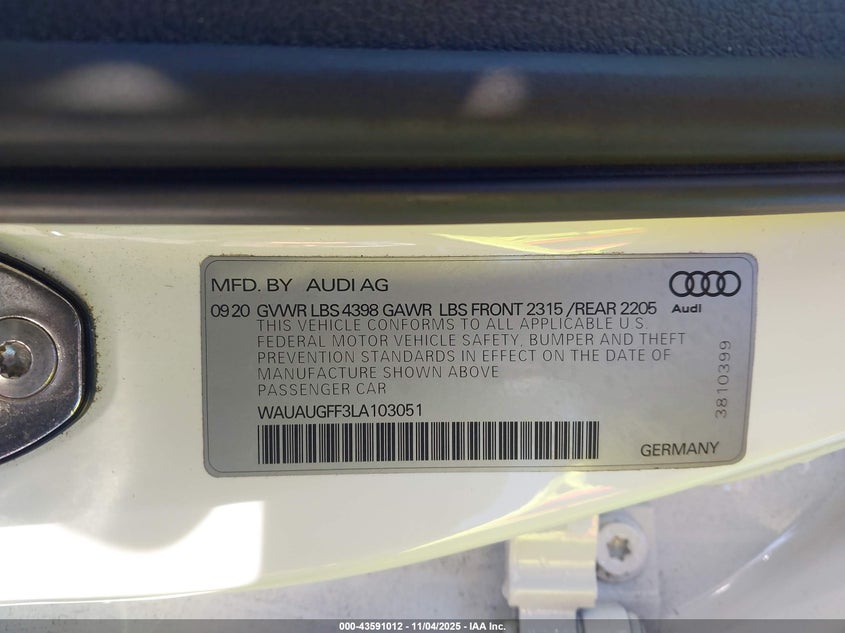 MFD. BY AUDI AG
Audi
09 20 GVWR LBS 4398 GAWR LBS FRONT 2315 /REAR 2205
THIS VEHICLE CONFORMS TO ALL APPLICABLE U.S.
FEDERAL MOTOR VEHICLE SAFETY, BUMPER AND THEFT
PREVENTION STANDARDS IN EFFECT ON THE DATE OF
MANUFACTURE SHOWN ABOVE
PASSENGER CAR
3810399
WAUAUGFF3LA103051
GERMANY
000-43591012 - 11/04/2025 - IAA Inc.